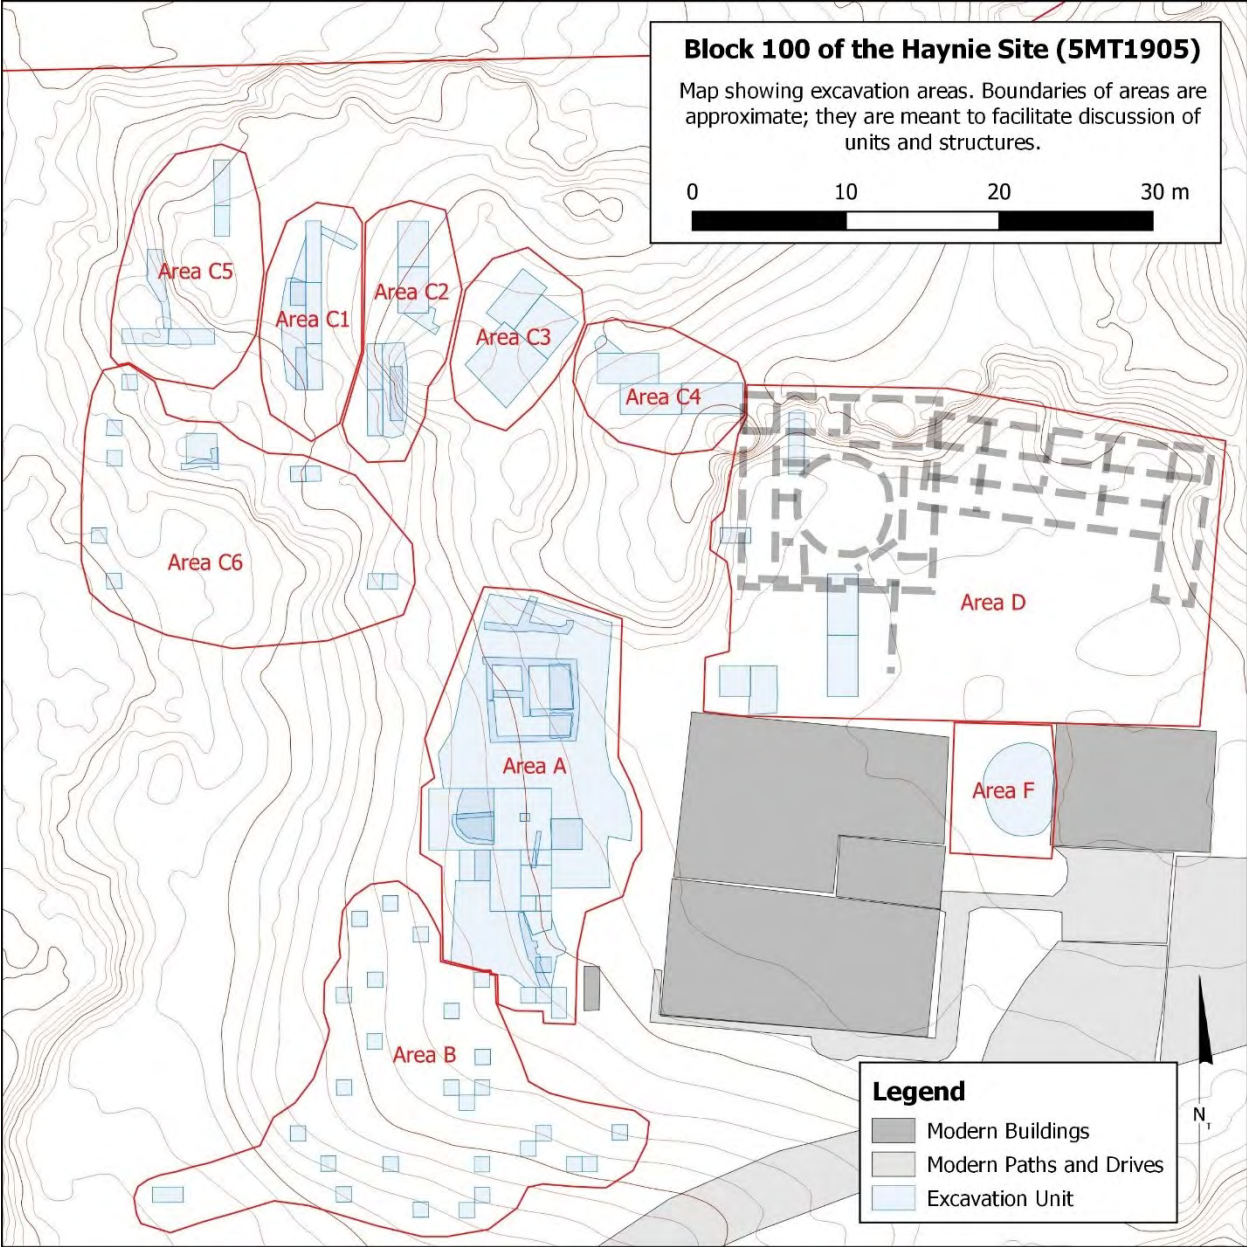 Block 100 of the Haynie Site (5MT1905)
Map showing excavation areas. Boundaries of areas are
approximate; they are meant to facilitate discussion of
units and structures.
0 10 20 30 m
Area C5
Area C1
Area C2
Area C3
Area C4
Area C6
Area D
Area A
Area F
Area B
N
T
Legend
Modern Buildings
Modern Paths and Drives
Excavation Unit